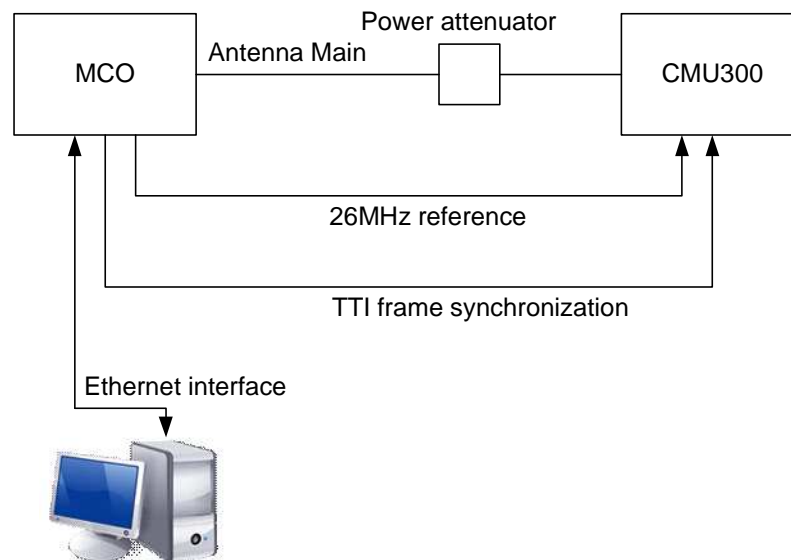 Power attenuator
MCO
Antenna Main
CMU300
26MHz reference
TTI frame synchronization
Ethernet interface